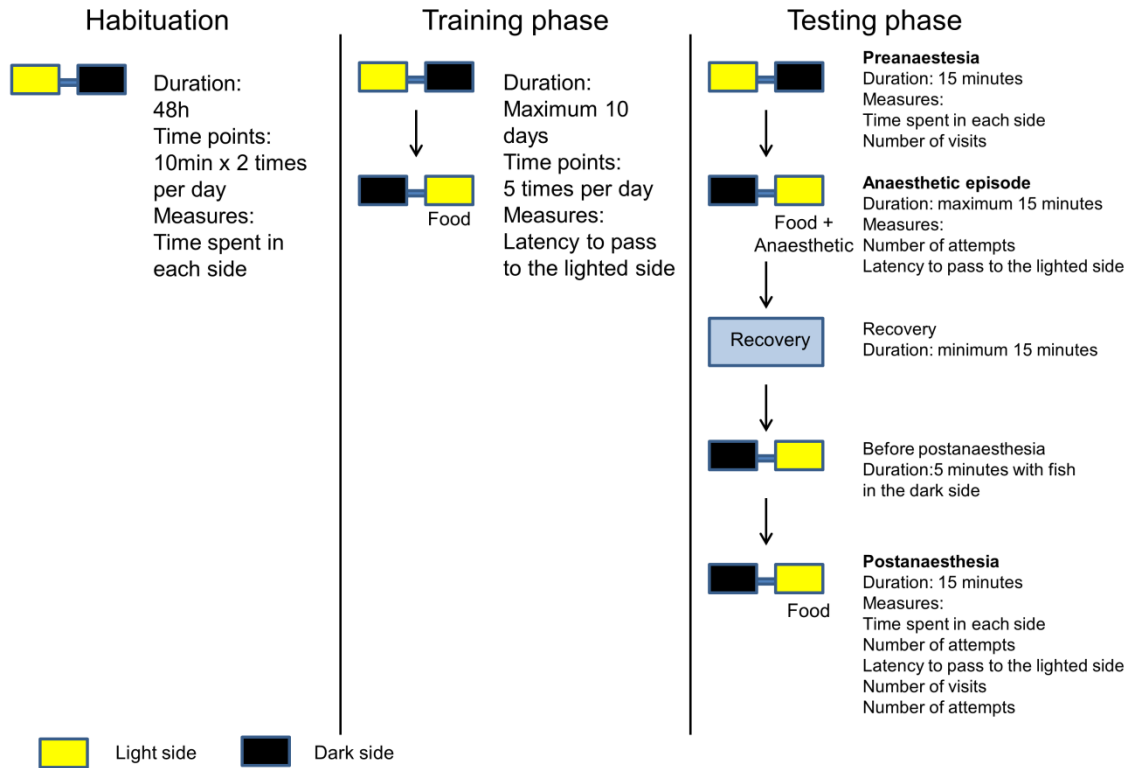 Habituation
Duration:
48h
Time points:
10min x 2 times
per day
Measures:
Time spent in
each side
Training phase
Duration:
Maximum 10
days
Time points:
5 times per day
Measures:
Latency to pass
to the lighted side
Food
Testing phase
Preanaestesia
Duration: 15 minutes
Measures:
Time spent in each side
Number of visits
Anaesthetic episode
Duration: maximum 15 minutes
Measures:
Number of attempts
Latency to pass to the lighted side
Food +
Anaesthetic
Recovery
Recovery
Duration: minimum 15 minutes
Before postanaesthesia
Duration:5 minutes with fish
in the dark side
Postanaesthesia
Duration: 15 minutes
Measures:
Time spent in each side
Number of attempts
Latency to pass to the lighted side
Number of visits
Number of attempts
Food
Light side
Dark side